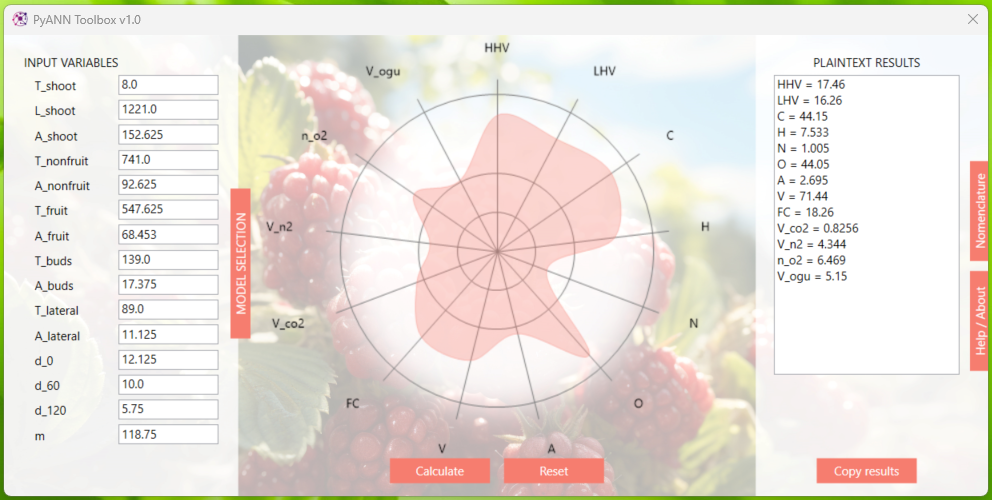 PyANN Toolbox v1.0
INPUT VARIABLES
T_shoot 8.0
L_shoot 1221.0
A_shoot 152.625
T_nonfruit 741.0
A_nonfruit 92.625
T_fruit 547.625
A_fruit 68.453
T_buds 139.0
A_buds 17.375
T_lateral 89.0
A_lateral 11.125
d_0 12.125
d_60 10.0
d_120 5.75
m 118.75
MODEL SELECTION
HHV
LHV
C
H
N
O
A
V
FC
V_co2
V_n2
n_o2
V_ogu
Calculate
Reset
PLAINTEXT RESULTS
HHV = 17.46
LHV = 16.26
C = 44.15
H = 7.533
N = 1.005
O = 44.05
A = 2.695
V = 71.44
FC = 18.26
V_co2 = 0.8256
V_n2 = 4.344
n_o2 = 6.469
V_ogu = 5.15
Copy results
Nomenclature
Help / About